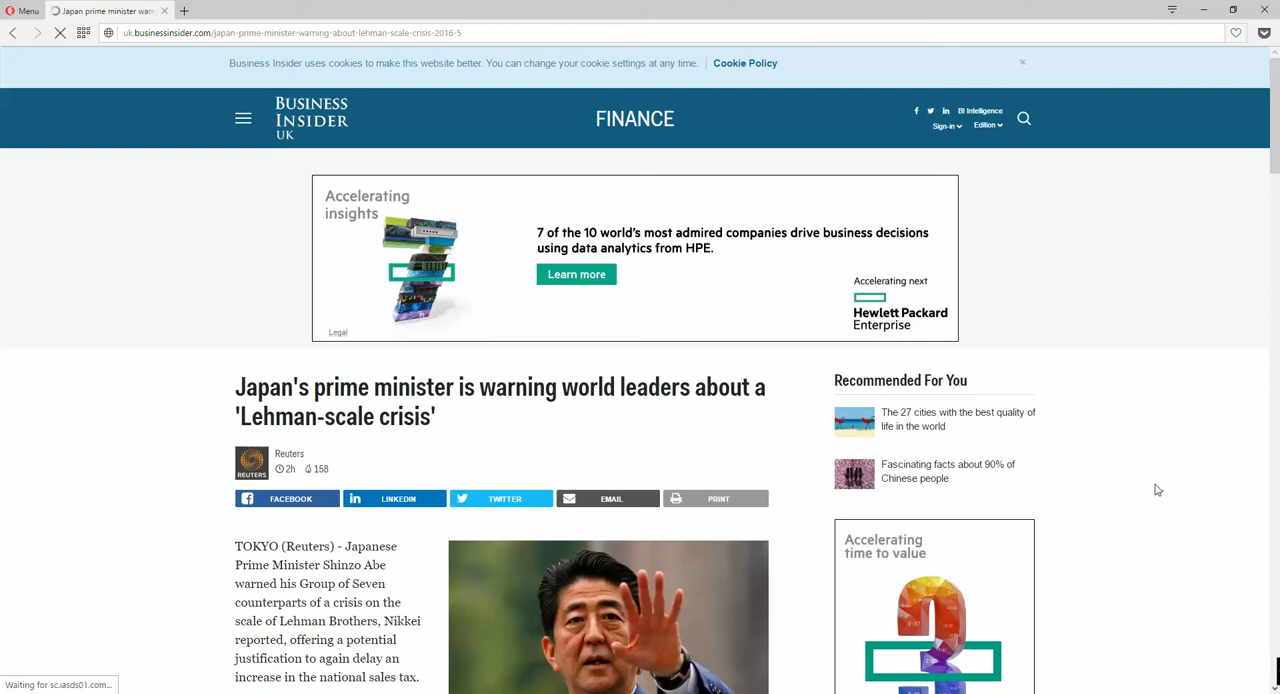 Menu
Japan prime minister warn
uk.businessinsider.com/japan-prime-minister-warning-about-lehman-scale-crisis-2016-5
Business Insider uses cookies to make this website better. You can change your cookie settings at any time. | Cookie Policy
BUSINESS
INSIDER
UK
FINANCE
BI Intelligence
Sign-in
Edition
Accelerating
insights
7 of the 10 world's most admired companies drive business decisions
using data analytics from HPE.
Learn more
Accelerating next
Hewlett Packard
Enterprise
Legal
Japan's prime minister is warning world leaders about a
'Lehman-scale crisis'
REUTERS
Reuters
2h 158
FACEBOOK
LINKEDIN
TWITTER
EMAIL
PRINT
TOKYO (Reuters) - Japanese
Prime Minister Shinzo Abe
warned his Group of Seven
counterparts of a crisis on the
scale of Lehman Brothers, Nikkei
reported, offering a potential
justification to again delay an
increase in the national sales tax.
Recommended For You
The 27 cities with the best quality of
life in the world
Fascinating facts about 90% of
Chinese people
Accelerating
time to value
Waiting for sc.iasds01.com...